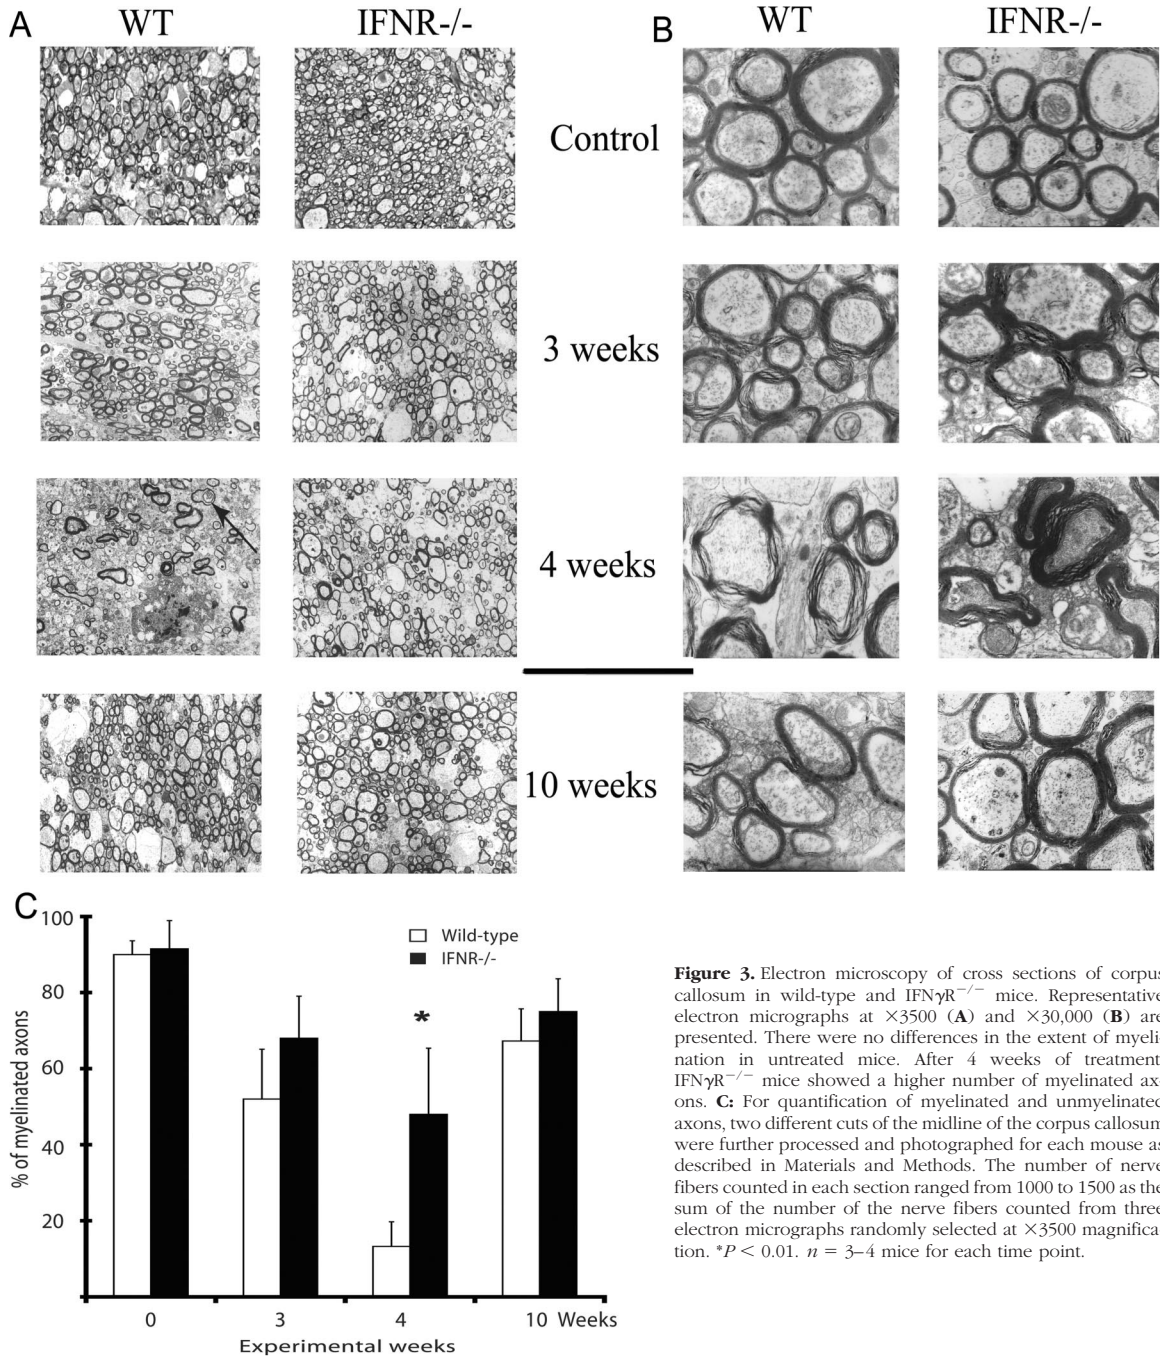 A
WT
IFNR-/-
B
WT
IFNR-/-
Control
3 weeks
4 weeks
10 weeks
C
100
80
60
40
20
% of myelinated axons
Wild-type
IFNR-/-
*
0
3
4
10 Weeks
Experimental weeks
Figure 3. Electron microscopy of cross sections of corpus
callosum in wild-type and IFNγR−/− mice. Representative
electron micrographs at ×3500 (A) and ×30,000 (B) are
presented. There were no differences in the extent of myeli
nation in untreated mice. After 4 weeks of treatment
IFNγR−/− mice showed a higher number of myelinated ax
ons. C: For quantification of myelinated and unmyelinated
axons, two different cuts of the midline of the corpus callosum
were further processed and photographed for each mouse as
described in Materials and Methods. The number of nerve
fibers counted in each section ranged from 1000 to 1500 as the
sum of the number of the nerve fibers counted from three
electron micrographs randomly selected at ×3500 magnifica
tion. *P < 0.01. n = 3–4 mice for each time point.